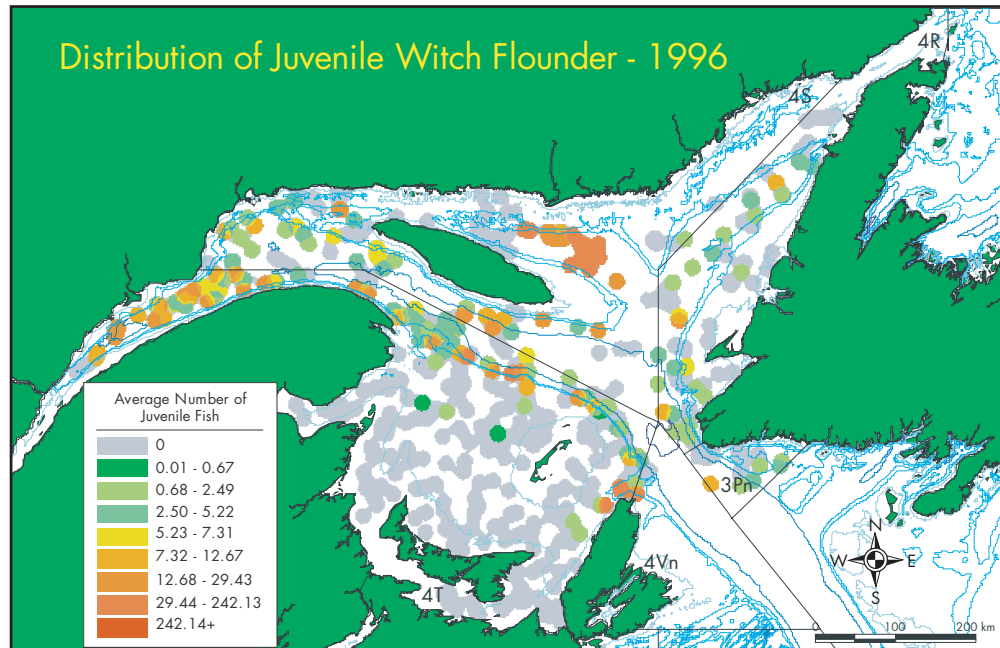 Distribution of Juvenile Witch Flounder - 1996
4R
4S
Average Number of
Juvenile Fish
0
0.01 - 0.67
0.68 - 2.49
2.50 - 5.22
5.23 - 7.31
7.32 - 12.67
12.68 - 29.43
29.44 - 242.13
242.14+
3Pn
4Vn
4T
N
W E
S
0 100 200 km